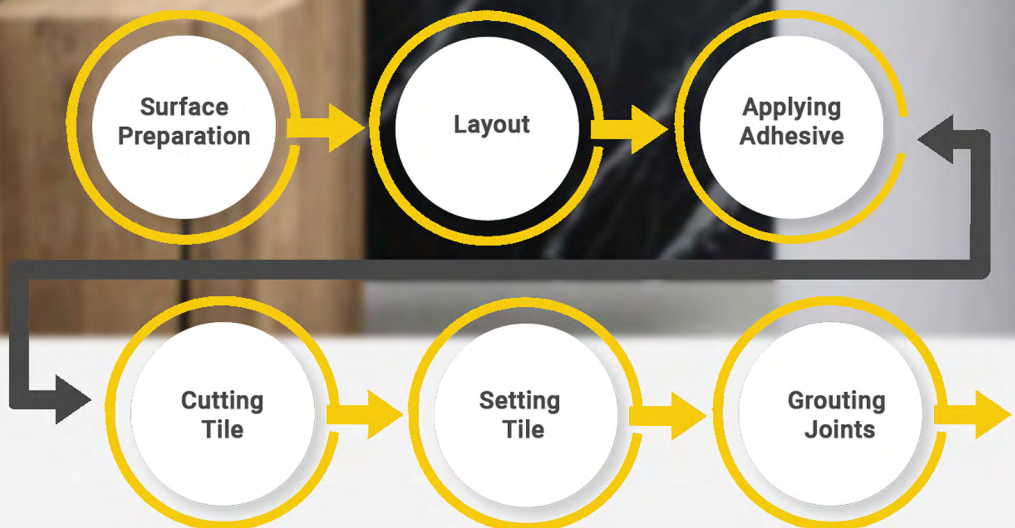 Surface
Preparation
Layout
Applying
Adhesive
Cutting
Tile
Setting
Tile
Grouting
Joints